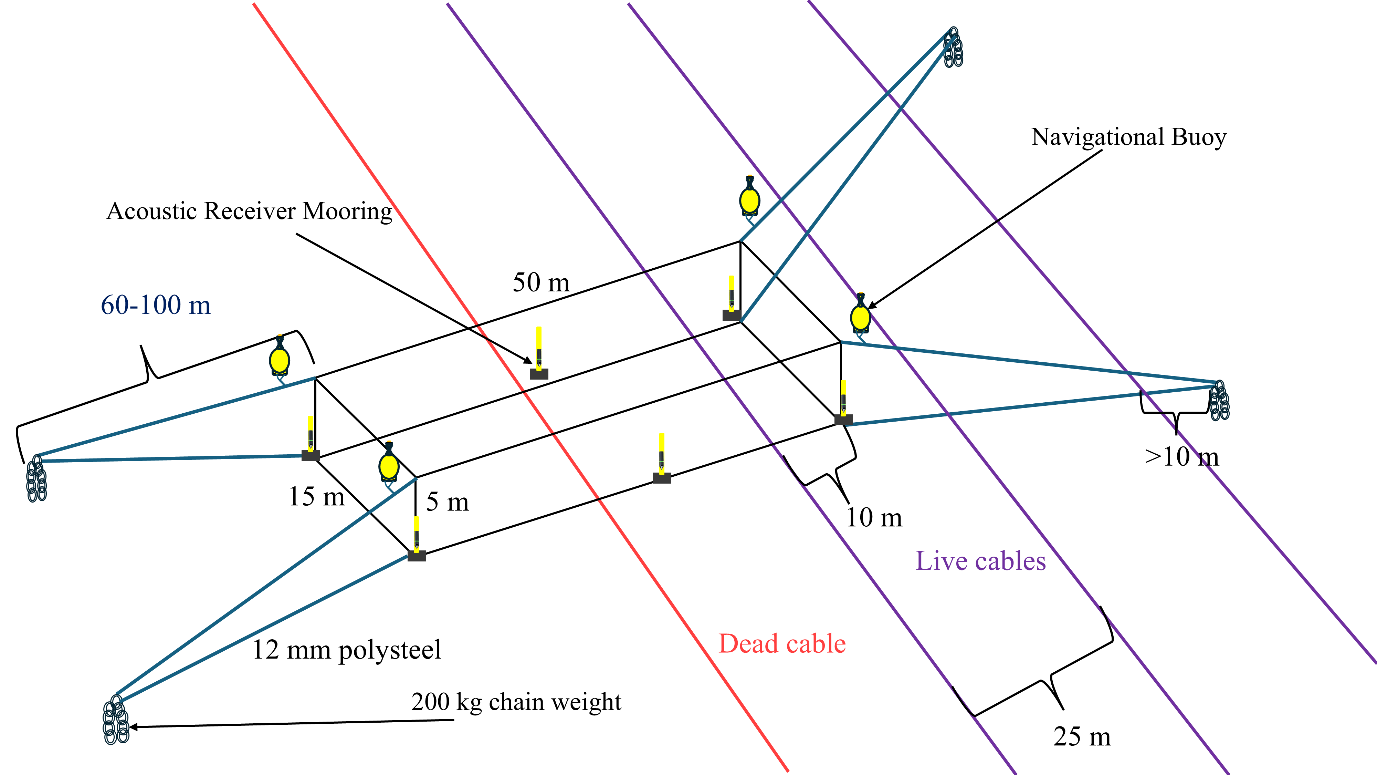 Navigational Buoy
Acoustic Receiver Mooring
50 m
60-100 m
>10 m
15 m
5 m
10 m
Live cables
12 mm polysteel
Dead cable
200 kg chain weight
25 m